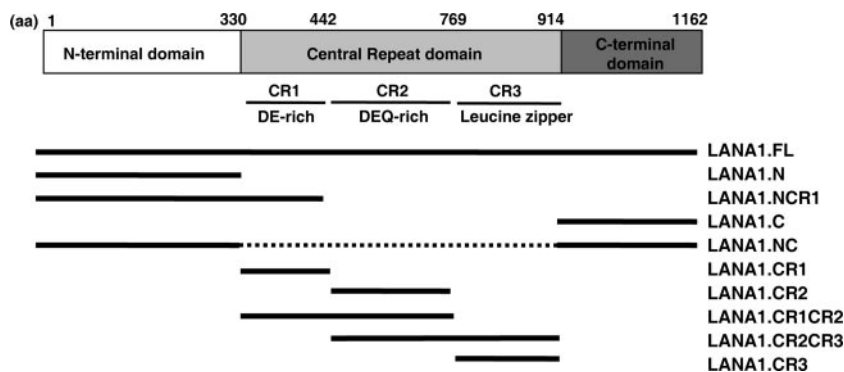 (aa) 1 330 442 769 914 1162
N-terminal domain Central Repeat domain C-terminal
domain
CR1 CR2 CR3
DE-rich DEQ-rich Leucine zipper
LANA1.FL
LANA1.N
LANA1.NCR1
LANA1.C
LANA1.NC
LANA1.CR1
LANA1.CR2
LANA1.CR1CR2
LANA1.CR2CR3
LANA1.CR3